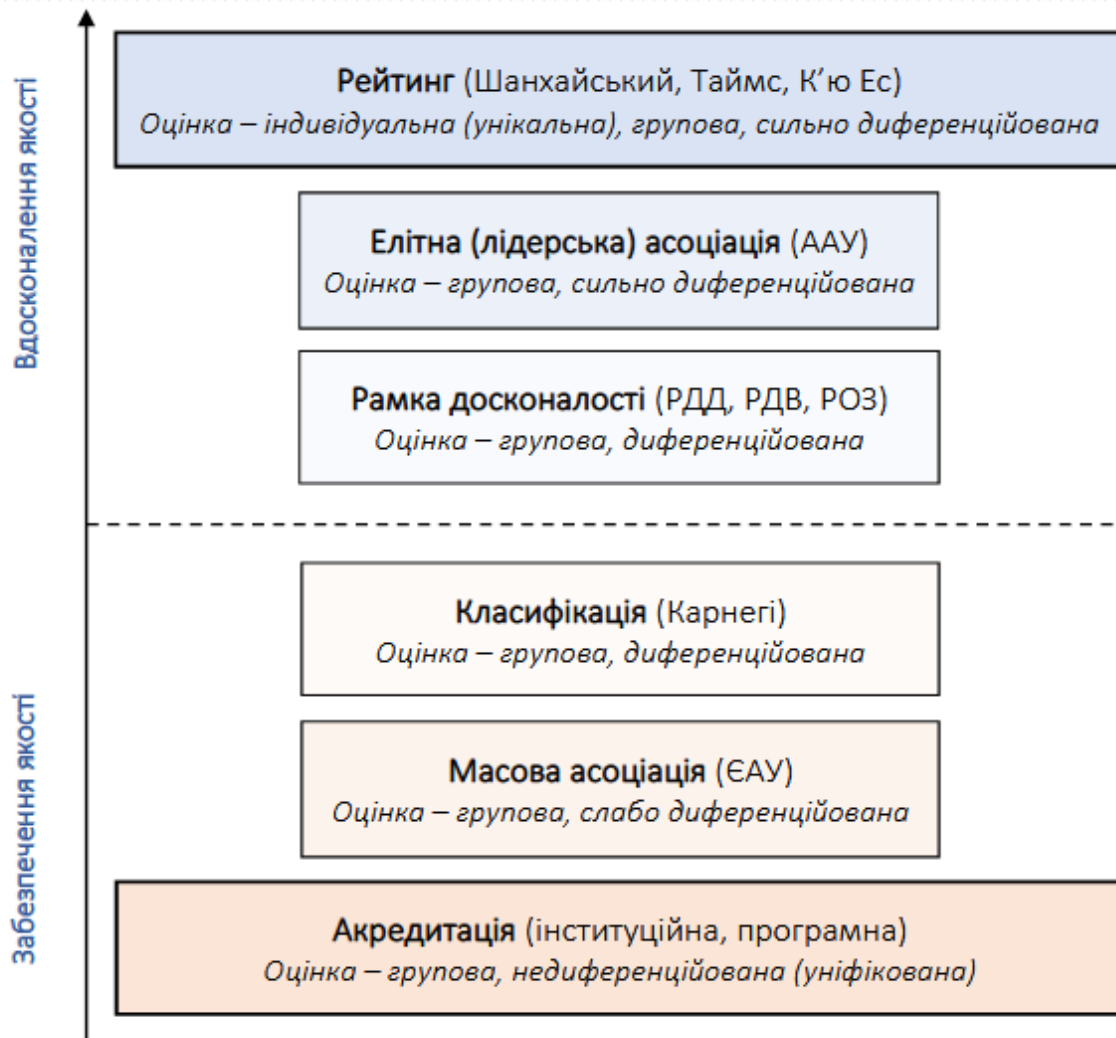 Вдосконалення якості
Рейтинг (Шанхайський, Таймс, К’ю Ес)
Оцінка – індивідуальна (унікальна), групова, сильно диференційована
Елітна (лідерська) асоціація (ААУ)
Оцінка – групова, сильно диференційована
Рамка досконалості (РДД, РДВ, РОЗ)
Оцінка – групова, диференційована
Забезпечення якості
Класифікація (Карнегі)
Оцінка – групова, диференційована
Масова асоціація (ЄАУ)
Оцінка – групова, слабо диференційована
Акредитація (інституційна, програмна)
Оцінка – групова, недиференційована (уніфікована)